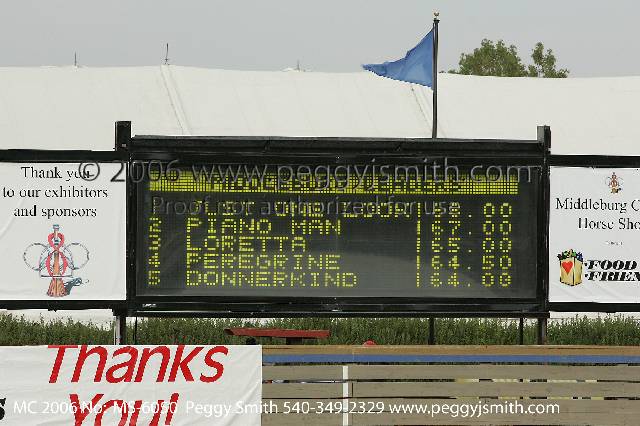 © 2006 www.peggyjsmith.com
Thank you
to our exhibitors
and sponsors
Proof not authorized for use
2 PIANO MAN 167.00
3 LORETTA 165.00
4 PEREGRINE 164.50
5 DONNERKIND 164.00
Middleburg
Horse
FOOD
FRIEN
Thanks
You!
MC 2006 No: MS-6050 Peggy Smith 540-349-2329 www.peggyjsmith.com